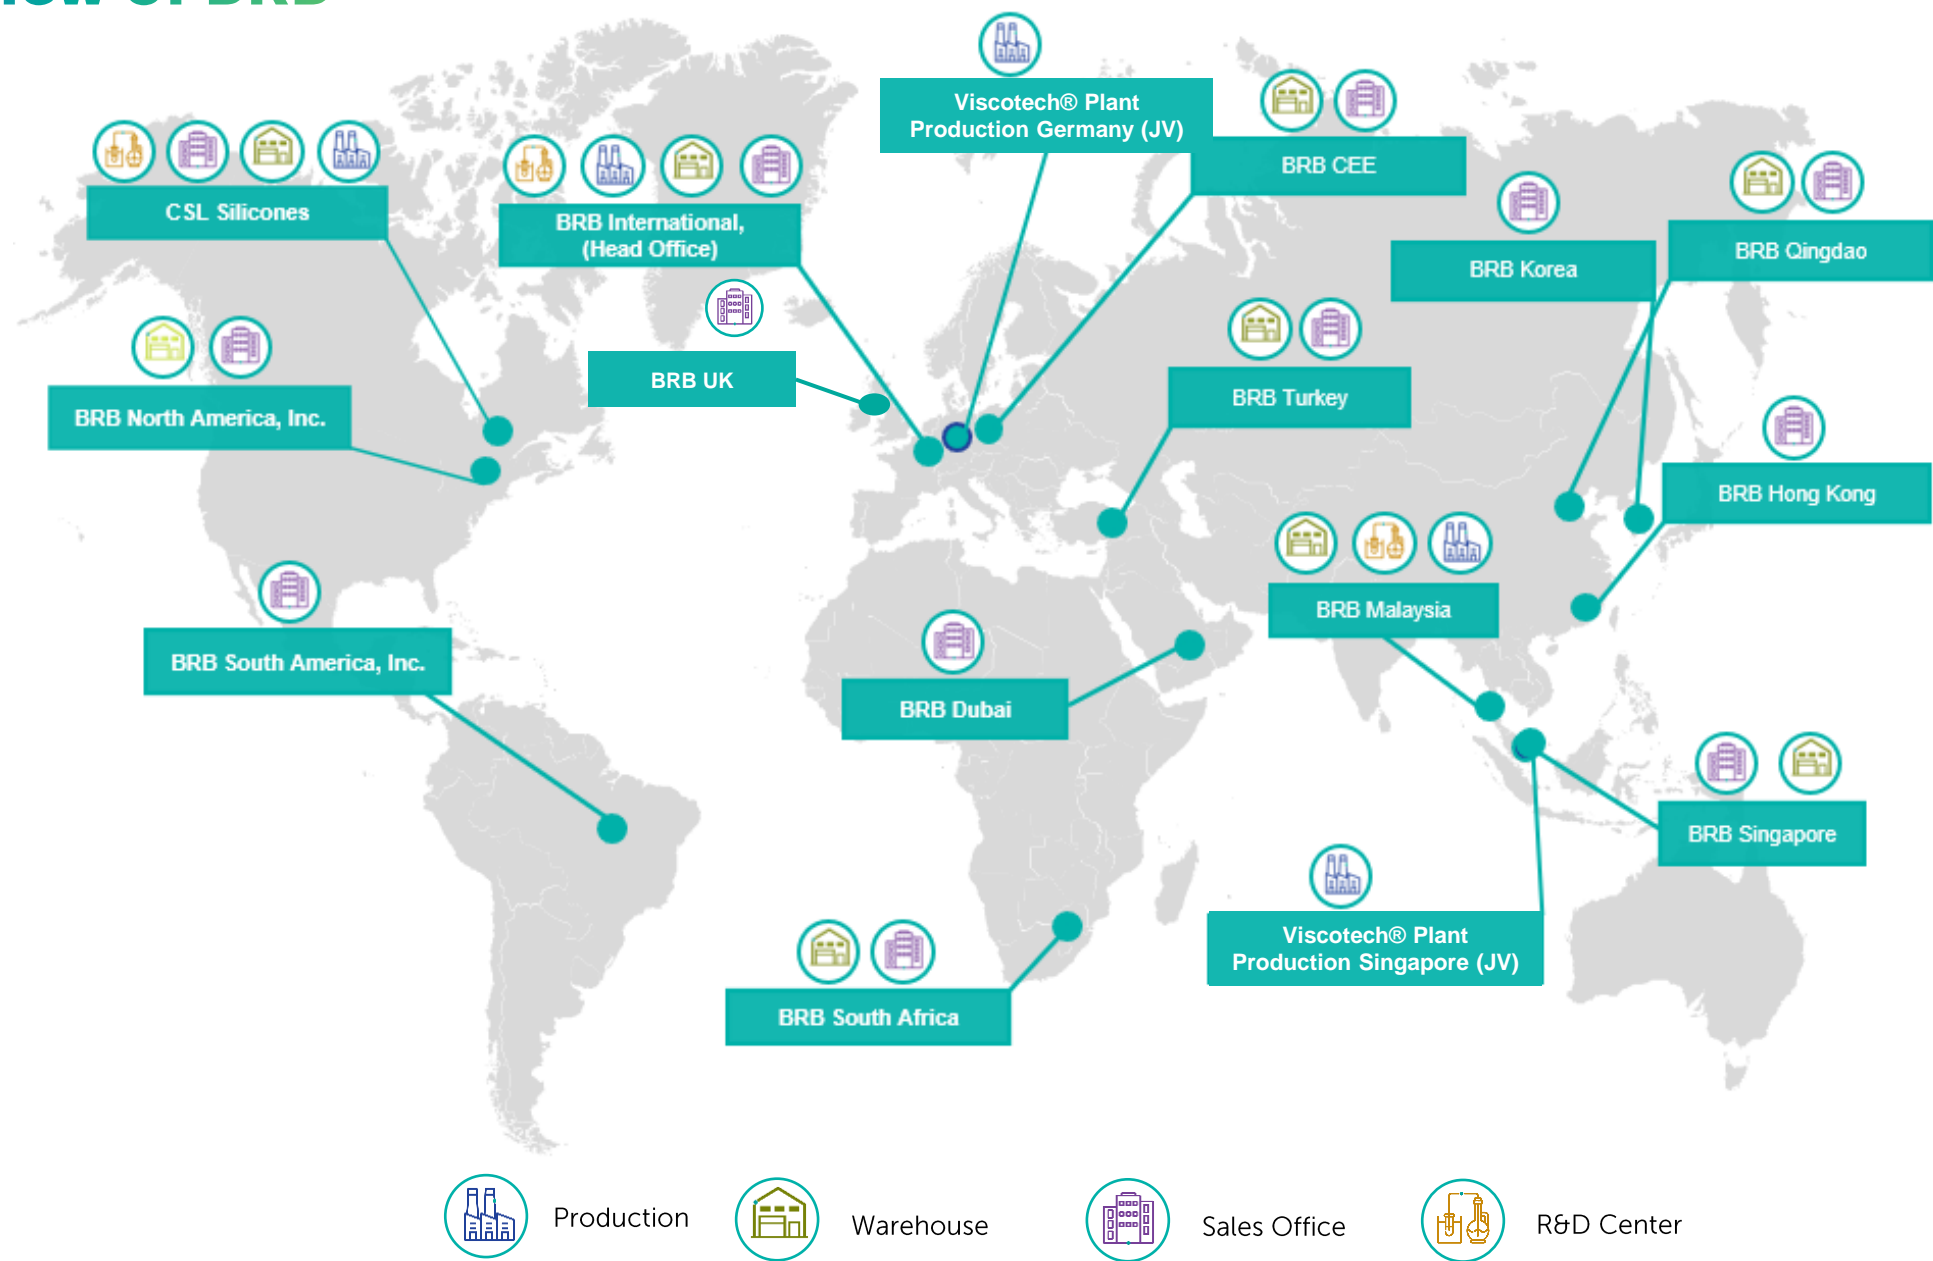 of BRB
Viscotech® Plant
Production Germany (JV)
BRB CEE
CSL Silicones
BRB International,
(Head Office)
BRB Korea
BRB Qingdao
BRB UK
BRB Turkey
BRB North America, Inc.
BRB Hong Kong
BRB Malaysia
BRB South America, Inc.
BRB Dubai
BRB Singapore
Viscotech® Plant
Production Singapore (JV)
BRB South Africa
Production
Warehouse
Sales Office
R&D Center